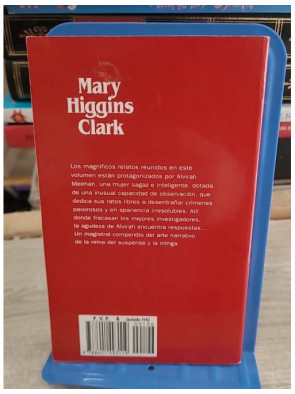 Mary
Higgins
Clark
Los magníficos relatos reunidos en este
volumen están protagonizados por Alvirah
Meehan, una mujer sagaz e inteligente, dotada
de una inusual capacidad de observación, que
dedica sus ratos libres a desentrañar crímenes
pavorosos y en apariencia irresolubles. Allí
donde fracasan los mejores investigadores,
la agudeza de Alvirah encuentra respuestas...
Un magistral compendio del arte narrativo
de la reina del suspense y la intriga.
P. V. P.